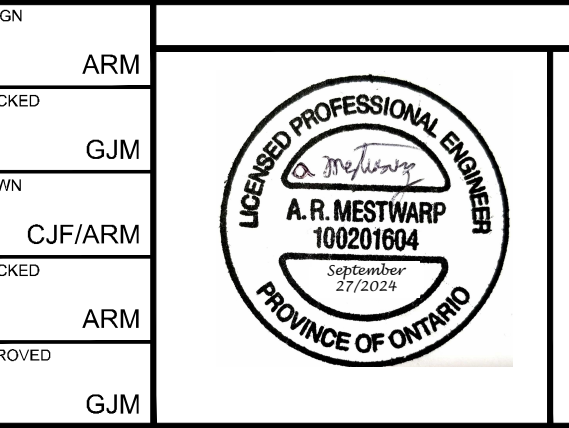 GN
ARM
CKED
GJM
WN
CJF/ARM
CKED
ARM
ROVED
GJM
LICENSED PROFESSIONAL ENGINEER
a mestwarp
A. R. MESTWARP
100201604
September
27/2024
PROVINCE OF ONTARIO